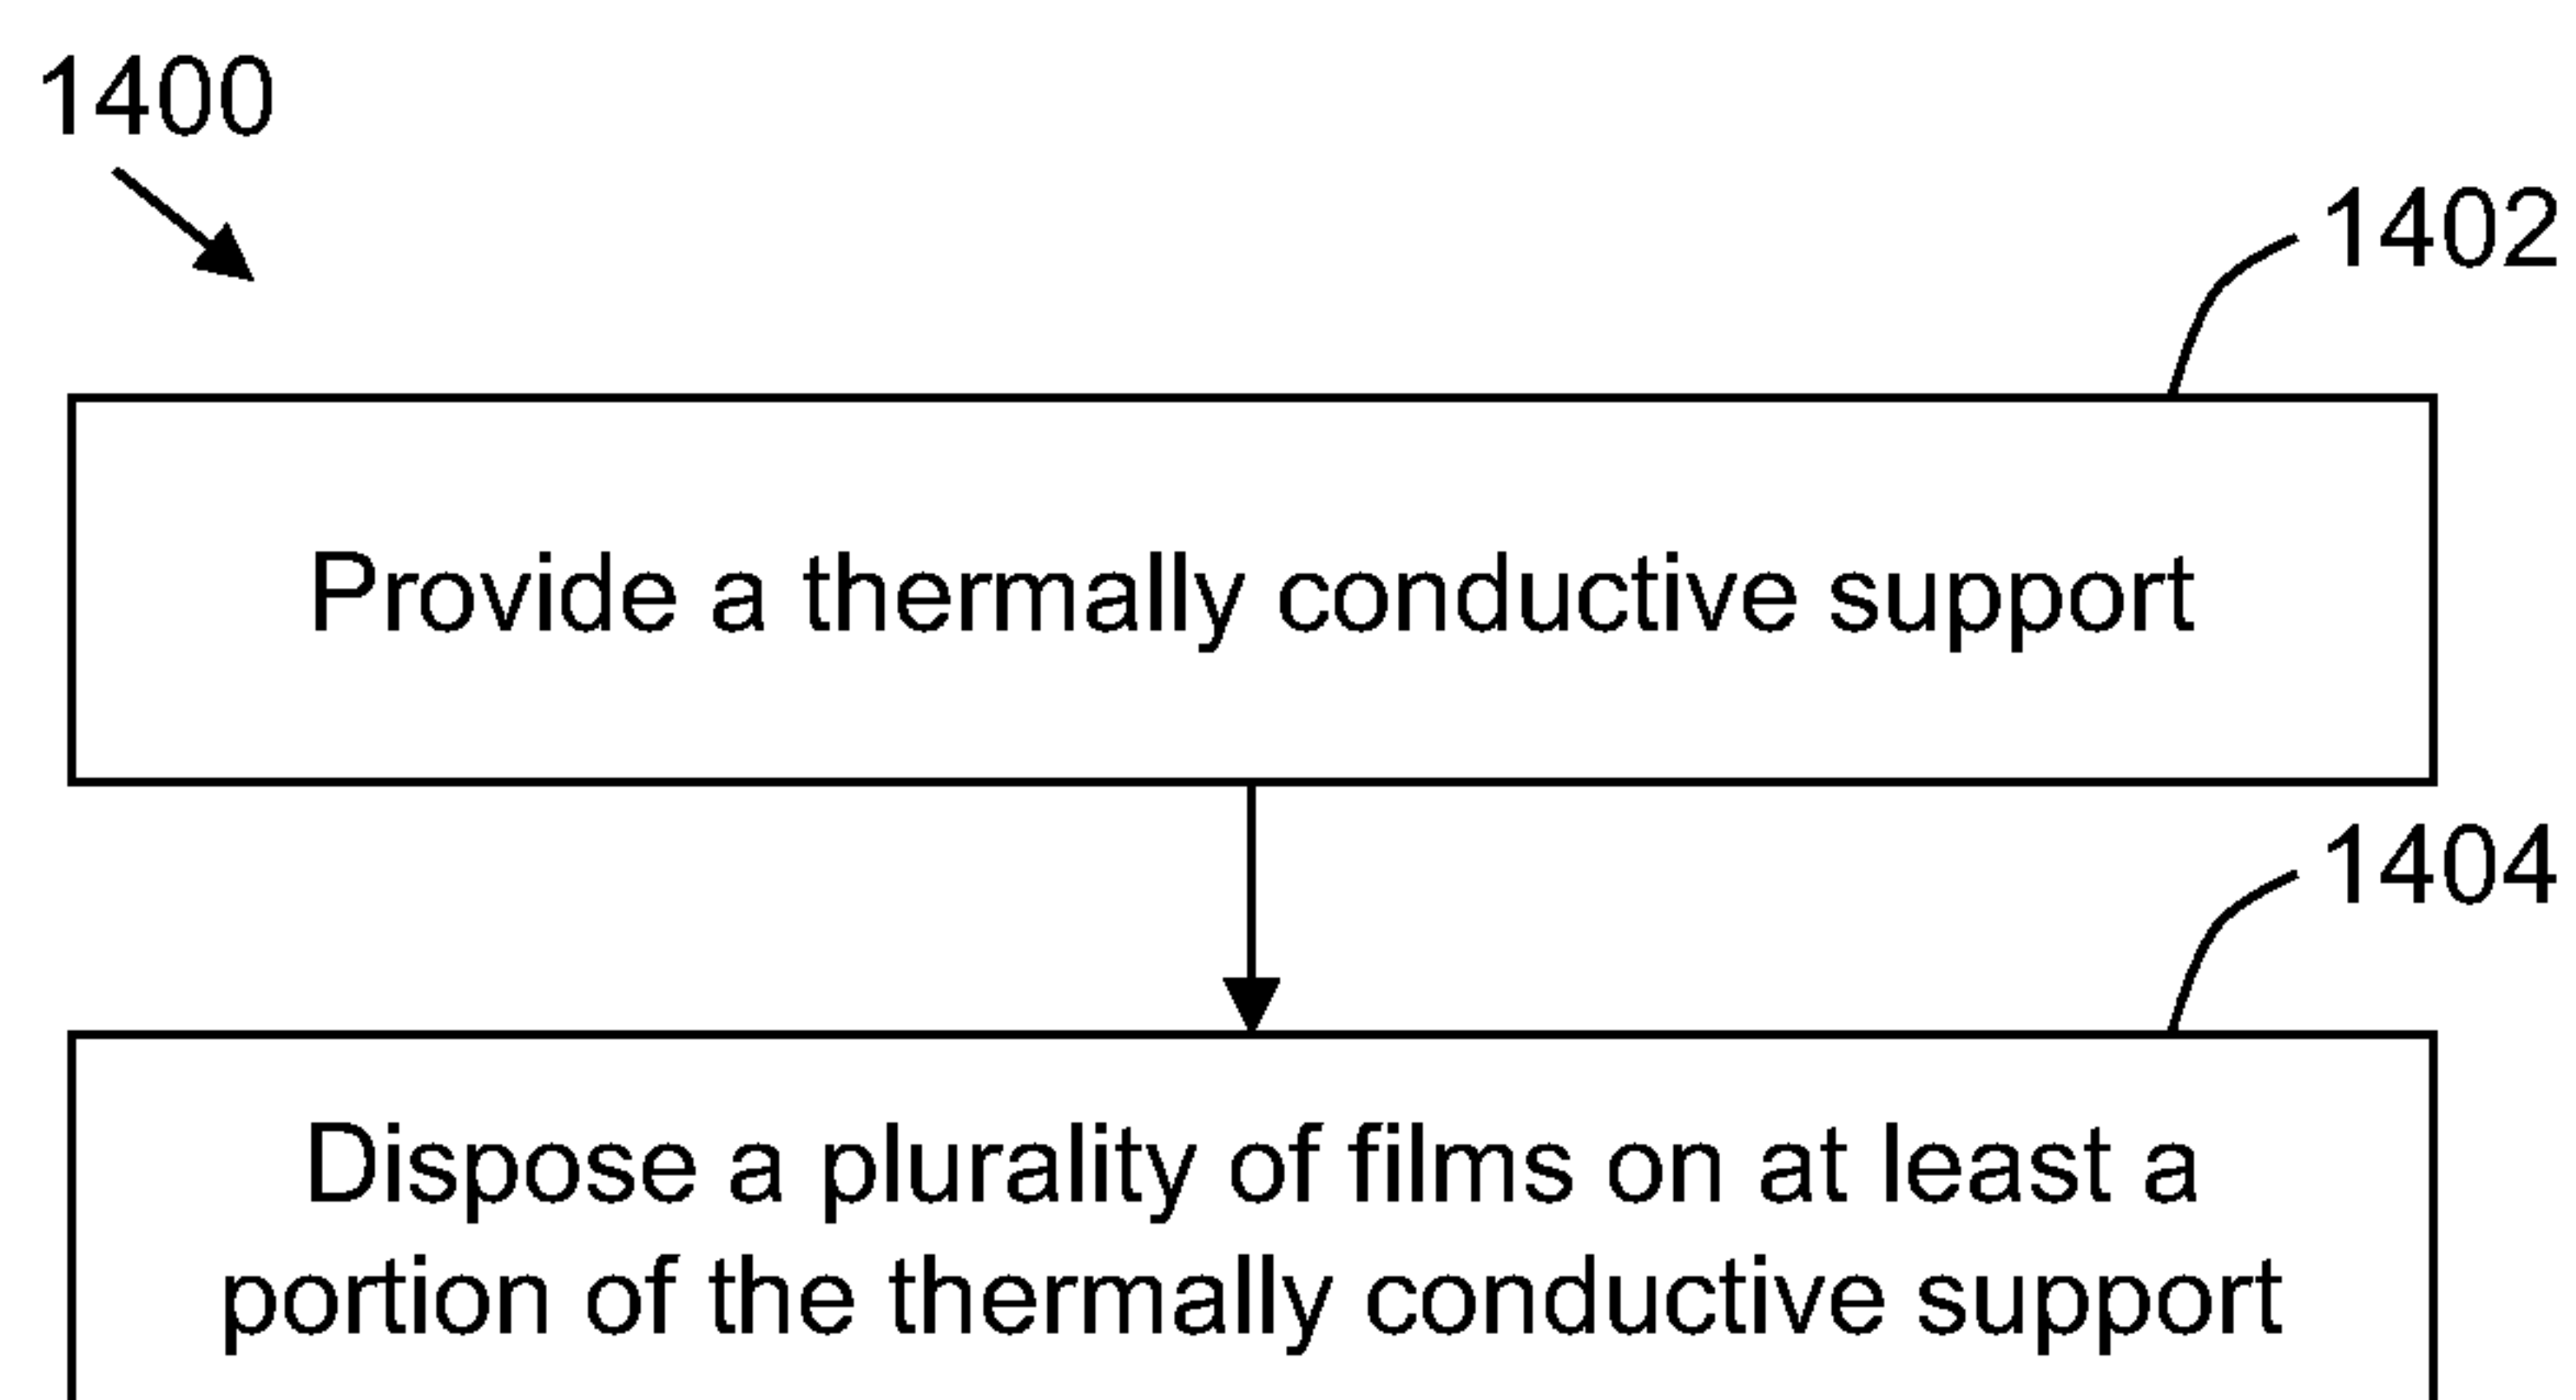 1400
1402
Provide a thermally conductive support
1404
Dispose a plurality of films on at least a
portion of the thermally conductive support